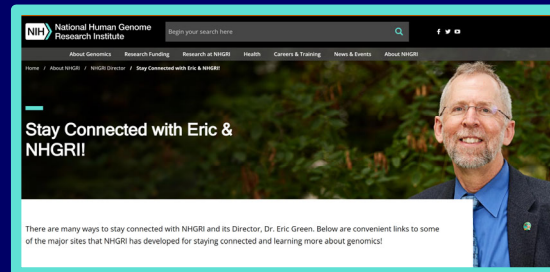 NIH National Human Genome
Research Institute
Begin your search here
About Genomics Research Funding Research at NHGRI Health Careers & Training News & Events About NHGRI
Home / About NHGRI / NHGRI Director / Stay Connected with Eric & NHGRI!
Stay Connected with Eric &
NHGRI!
There are many ways to stay connected with NHGRI and its Director, Dr. Eric Green. Below are convenient links to some
of the major sites that NHGRI has developed for staying connected and learning more about genomics!